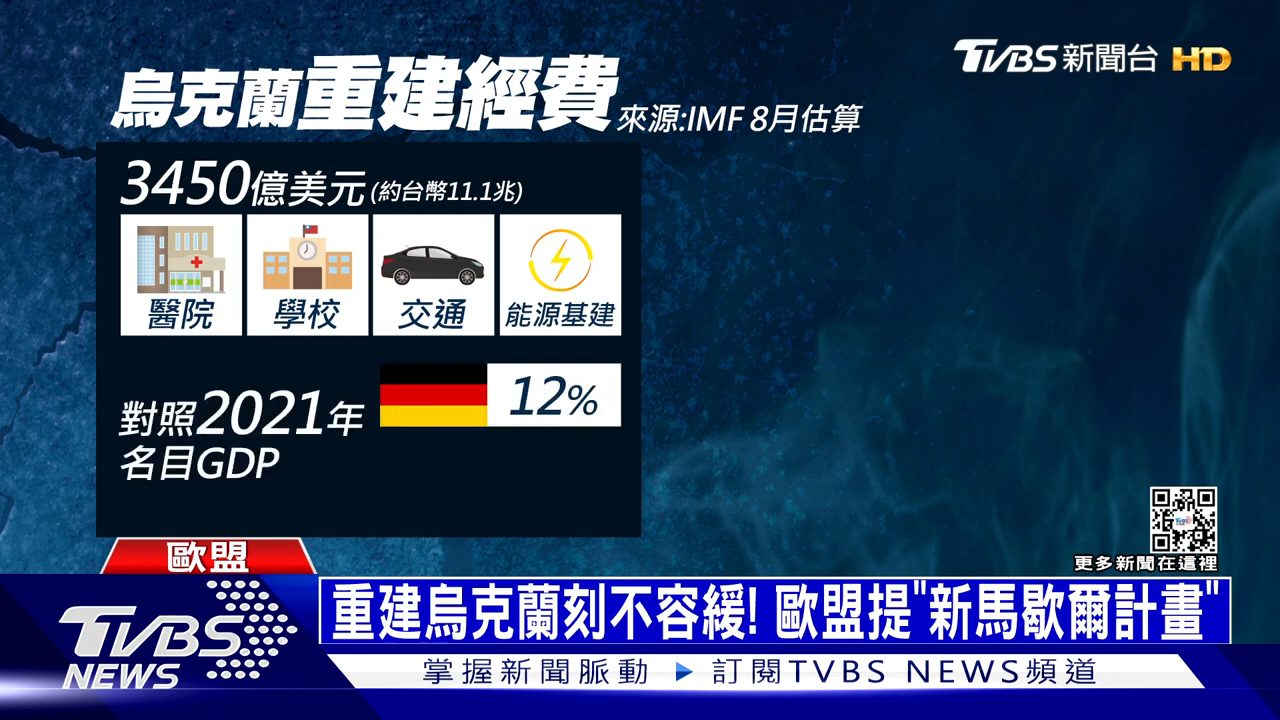 TVBS新聞台 HD
烏克蘭重建經費 來源:IMF 8月估算
3450億美元(約台幣11.1兆)
醫院 學校 交通 能源基建
12%
對照2021年
名目GDP
更多新聞在這裡
歐盟
重建烏克蘭刻不容緩! 歐盟提"新馬歇爾計畫"
TVBS
NEWS
掌握新聞脈動 ▶ 訂閱TVBS NEWS頻道